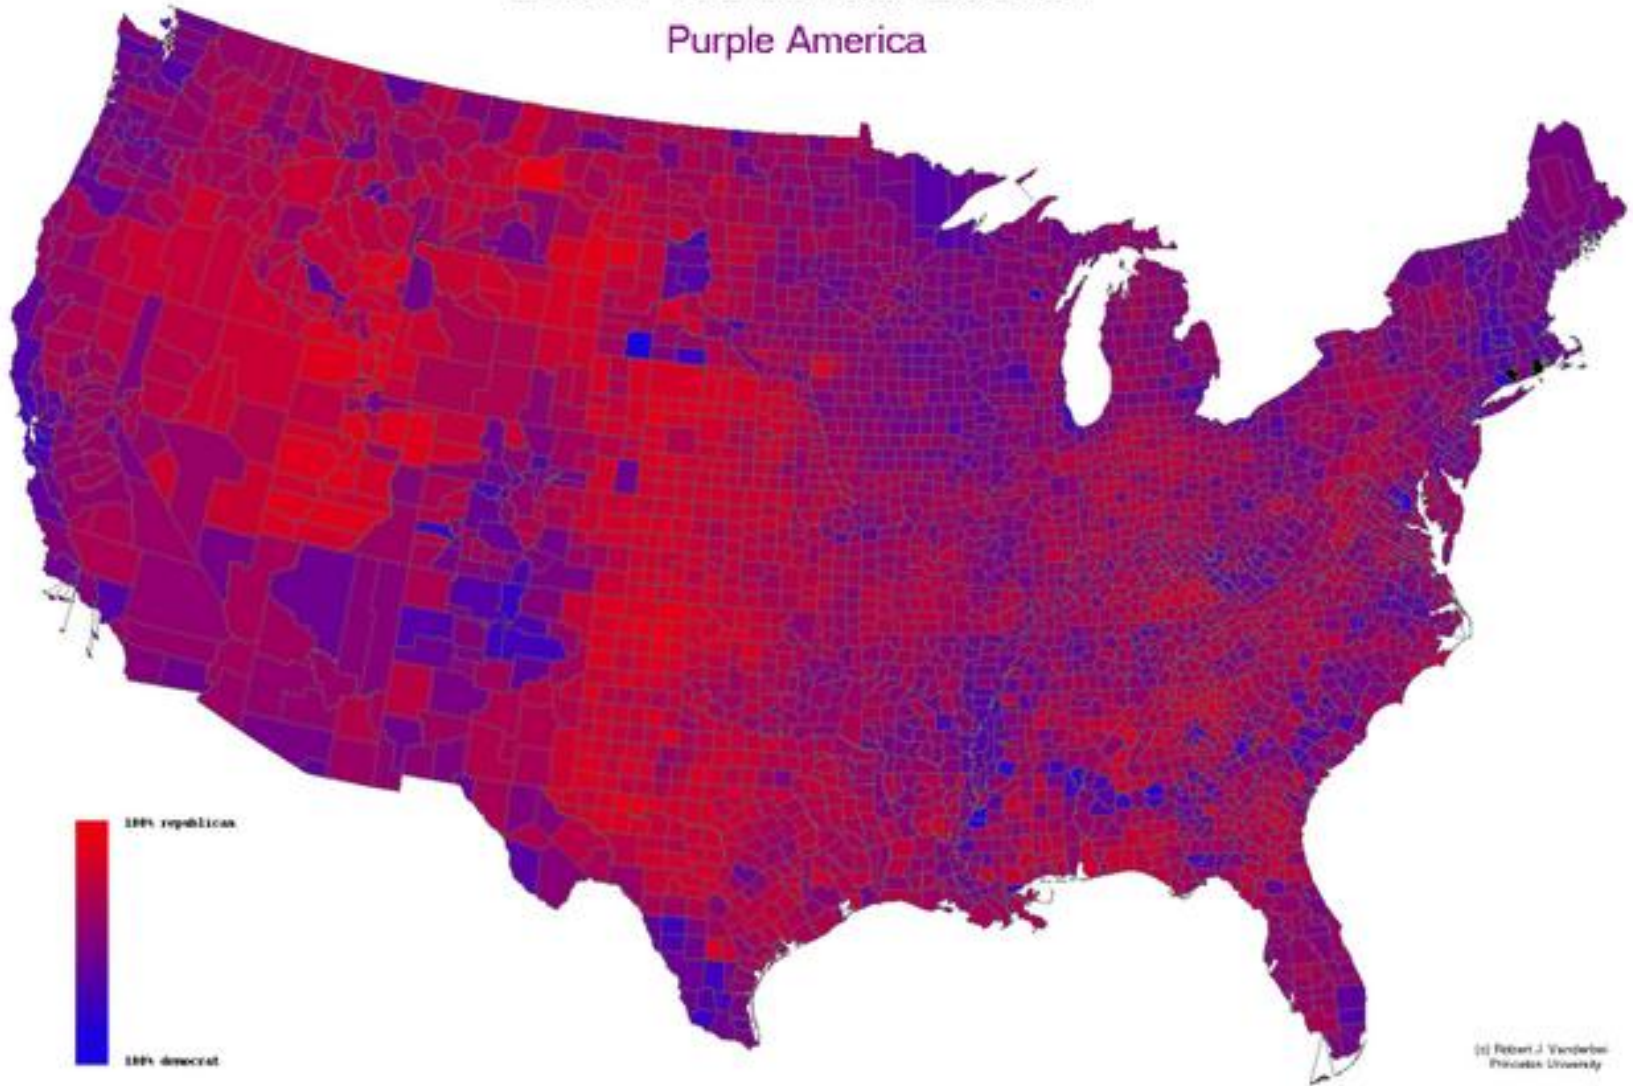 Purple America
100% republican
100% democrat
(c) Robert J. Vanderbei
Princeton University